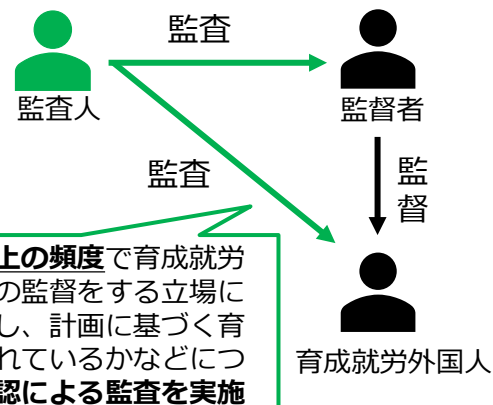 監査
監査人
監督者
監査
監
督
上の頻度で育成就労
の監督をする立場に
し、計画に基づく育
れているかなどにつ
認による監査を実施
育成就労外国人